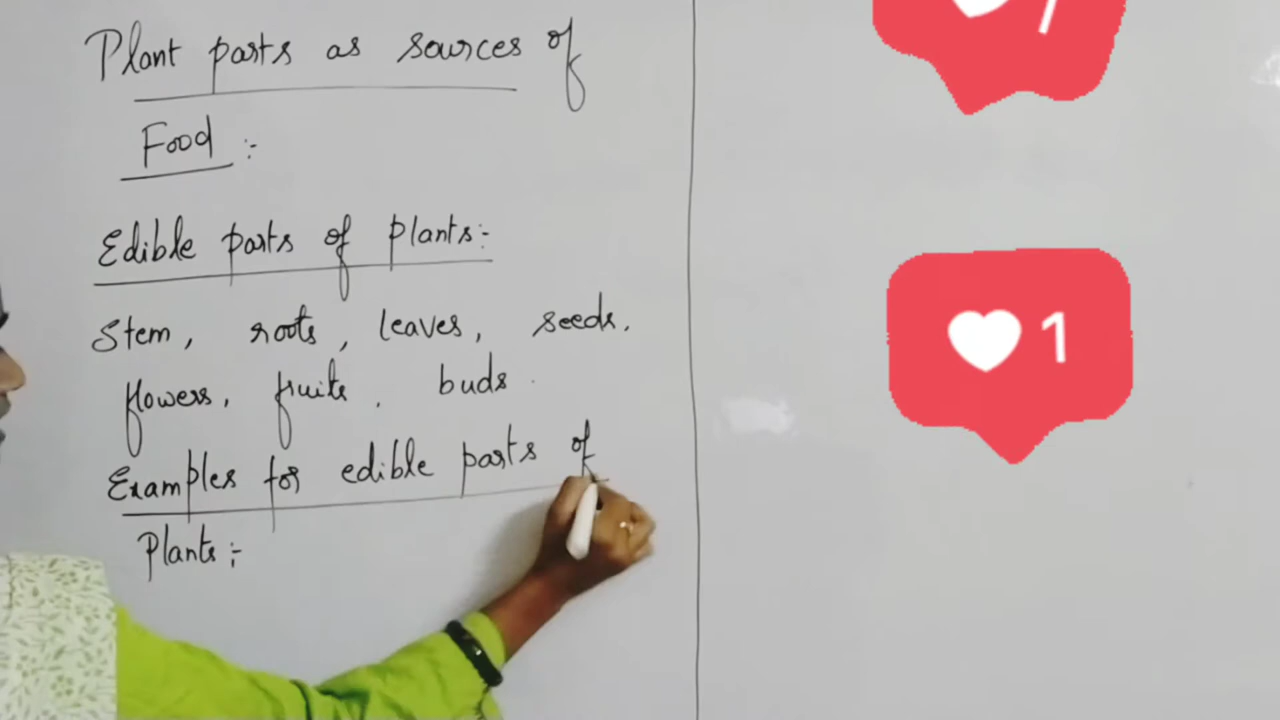 Plant parts as sources of
Food :-
Edible parts of plants:-
Stem, roots, leaves, seeds,
flowers, fruits, buds.
Examples for edible parts of
Plants :-
1